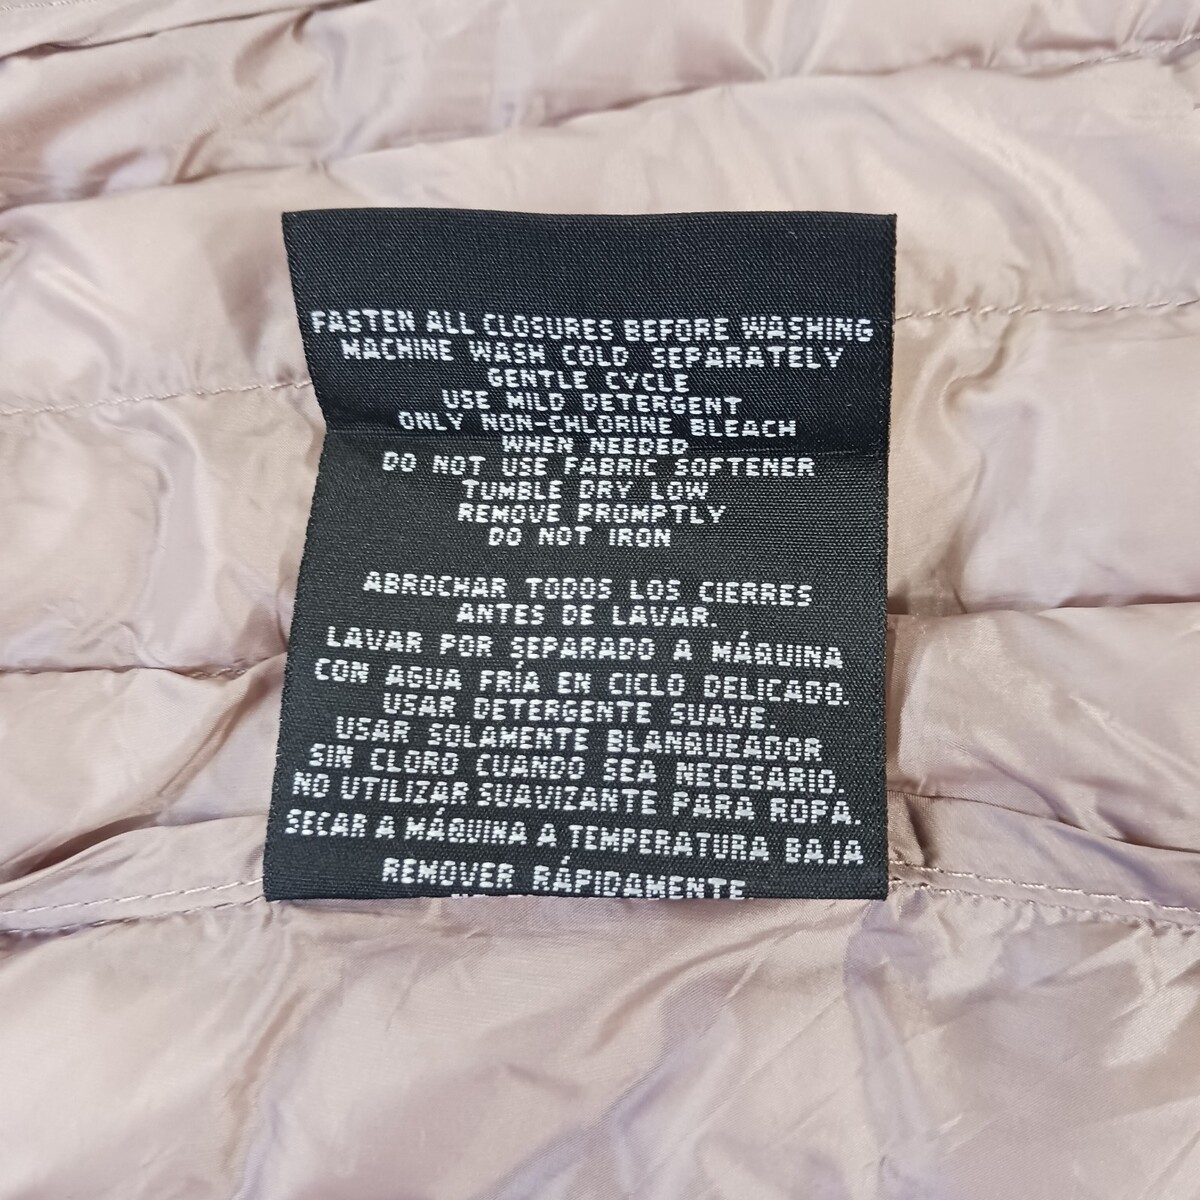 FASTEN ALL CLOSURES BEFORE WASHING
MACHINE WASH COLD SEPARATELY
GENTLE CYCLE
USE MILD DETERGENT
ONLY NON-CHLORINE BLEACH
WHEN NEEDED
DO NOT USE FABRIC SOFTENER
TUMBLE DRY LOW
REMOVE PROMPTLY
DO NOT IRON
ABROCHAR TODOS LOS CIERRES
ANTES DE LAVAR.
LAVAR POR SEPARADO A MÁQUINA
CON AGUA FRÍA EN CICLO DELICADO.
USAR DETERGENTE SUAVE.
USAR SOLAMENTE BLANQUEADOR
SIN CLORO CUANDO SEA NECESARIO.
NO UTILIZAR SUAVIZANTE PARA ROPA.
SECAR A MÁQUINA A TEMPERATURA BAJA
REMOVER RÁPIDAMENTE.